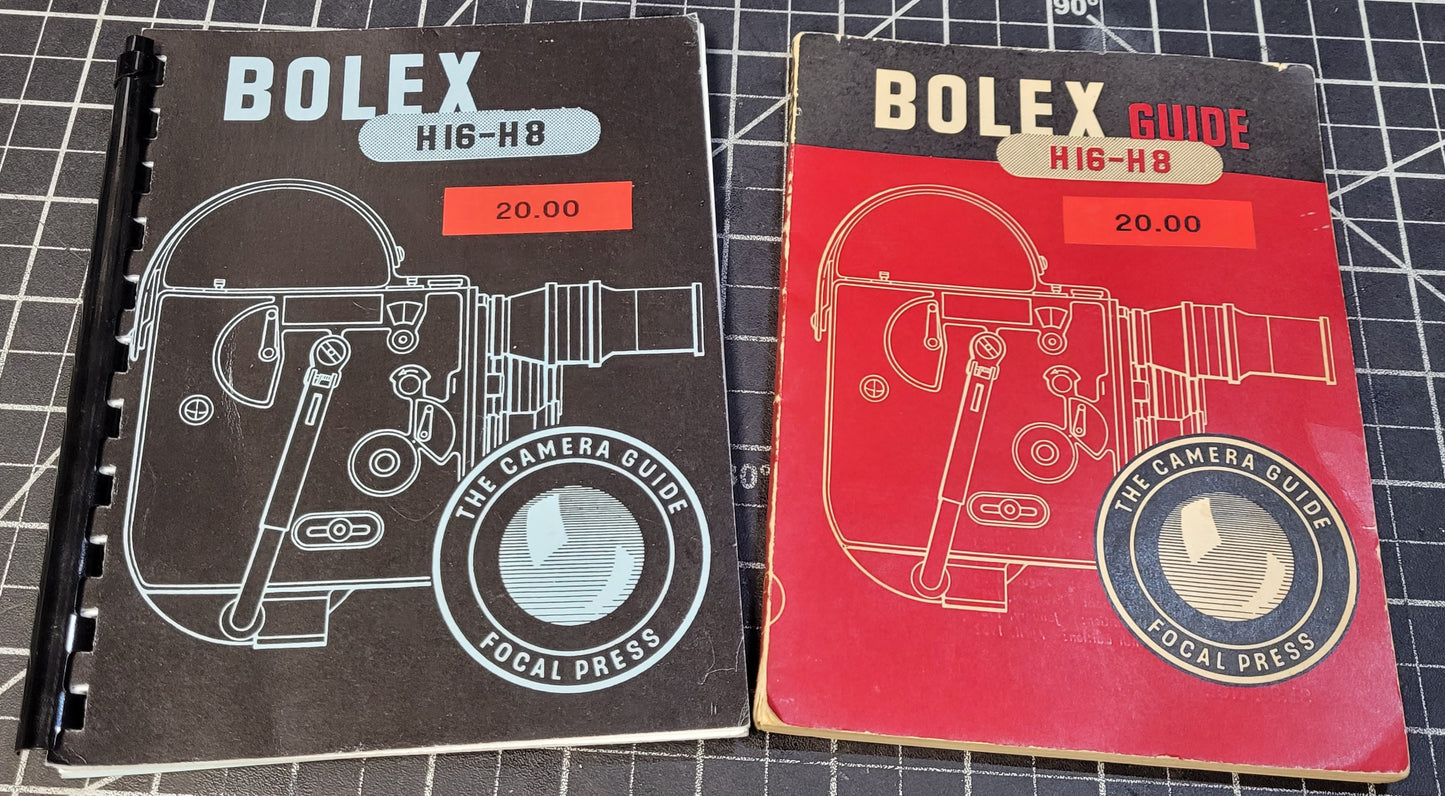 BOLEX
H16-H8
20.00
THE CAMERA GUIDE
FOCAL PRESS
BOLEX GUIDE
H16-H8
20.00
THE CAMERA GUIDE
FOCAL PRESS
90°